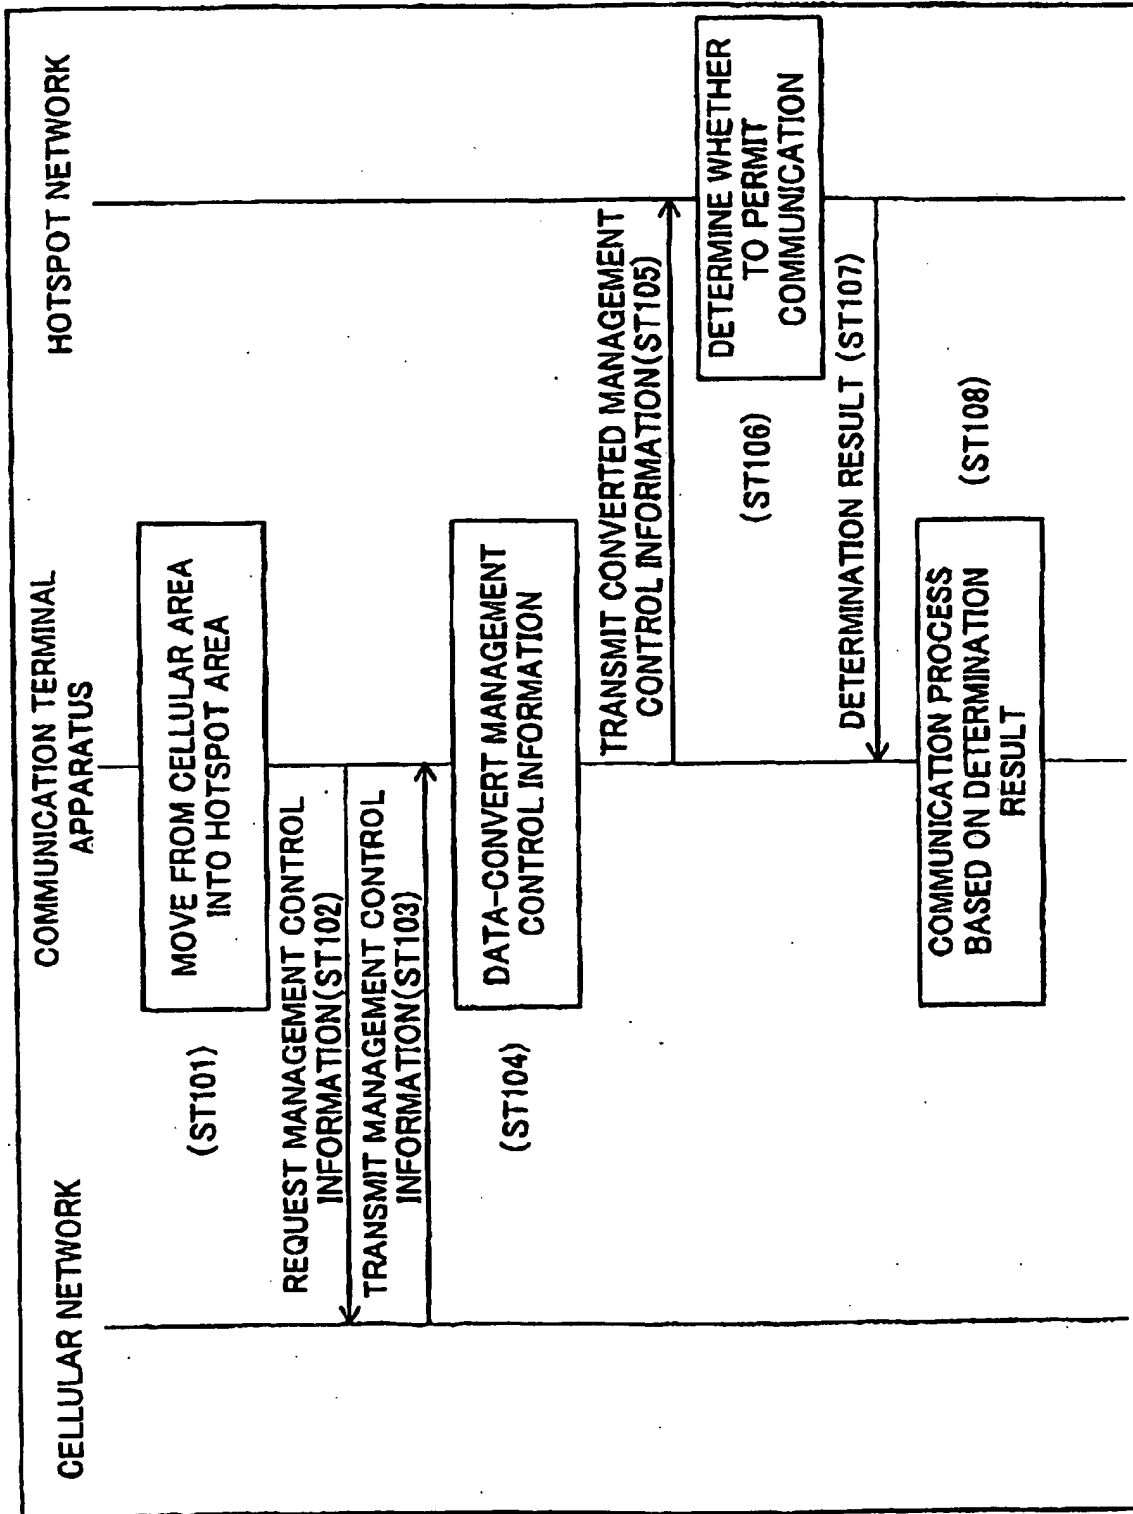 CELLULAR NETWORK
COMMUNICATION TERMINAL
APPARATUS
HOTSPOT NETWORK
MOVE FROM CELLULAR AREA
INTO HOTSPOT AREA
(ST101)
REQUEST MANAGEMENT CONTROL
INFORMATION(ST102)
TRANSMIT MANAGEMENT CONTROL
INFORMATION(ST103)
DATA-CONVERT MANAGEMENT
CONTROL INFORMATION
(ST104)
TRANSMIT CONVERTED MANAGEMENT
CONTROL INFORMATION(ST105)
DETERMINE WHETHER
TO PERMIT
COMMUNICATION
(ST106)
DETERMINATION RESULT (ST107)
COMMUNICATION PROCESS
BASED ON DETERMINATION
RESULT
(ST108)